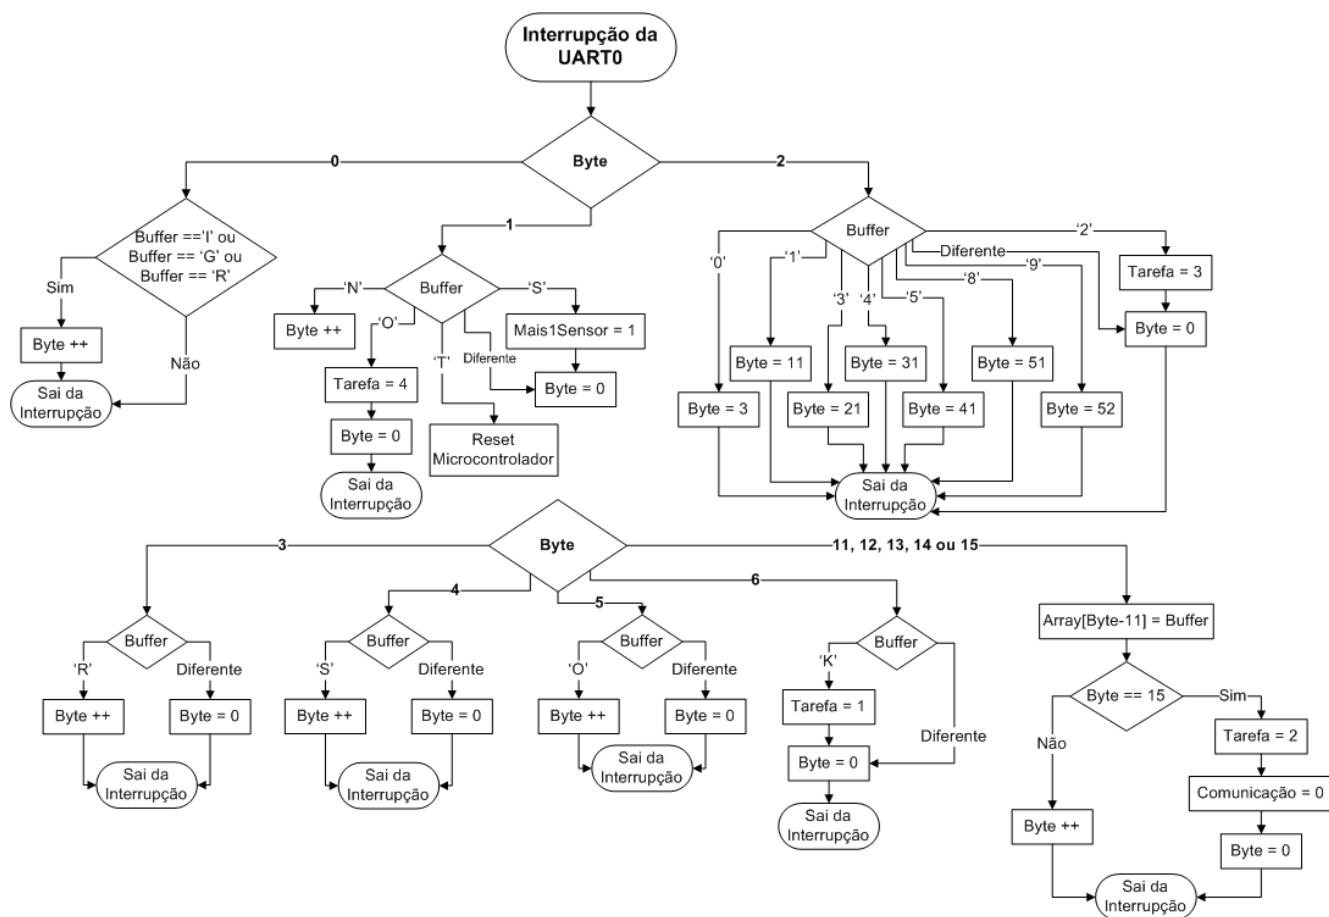 Interrupção da
UART0
Byte
0
2
1
Buffer =='I' ou
Buffer == 'G' ou
Buffer == 'R'
Sim
Não
Byte ++
Sai da
Interrupção
Buffer
'N'
'S'
'O'
'T'
Diferente
Byte ++
Mais1Sensor = 1
Tarefa = 4
Byte = 0
Byte = 0
Reset
Microcontrolador
Sai da
Interrupção
Buffer
'2'
Diferente
'0'
'1'
'9'
'8'
'3'
'4'
'5'
Tarefa = 3
Byte = 0
Byte = 11
Byte = 31
Byte = 51
Byte = 3
Byte = 21
Byte = 41
Byte = 52
Sai da
Interrupção
Byte
3
11, 12, 13, 14 ou 15
4
5
6
Buffer
'R'
Diferente
Byte ++
Byte = 0
Sai da
Interrupção
Buffer
'S'
Diferente
Byte ++
Byte = 0
Sai da
Interrupção
Buffer
'O'
Diferente
Byte ++
Byte = 0
Sai da
Interrupção
Buffer
'K'
Tarefa = 1
Diferente
Byte = 0
Sai da
Interrupção
Array[Byte-11] = Buffer
Byte == 15
Sim
Não
Tarefa = 2
Comunicação = 0
Byte ++
Byte = 0
Sai da
Interrupção